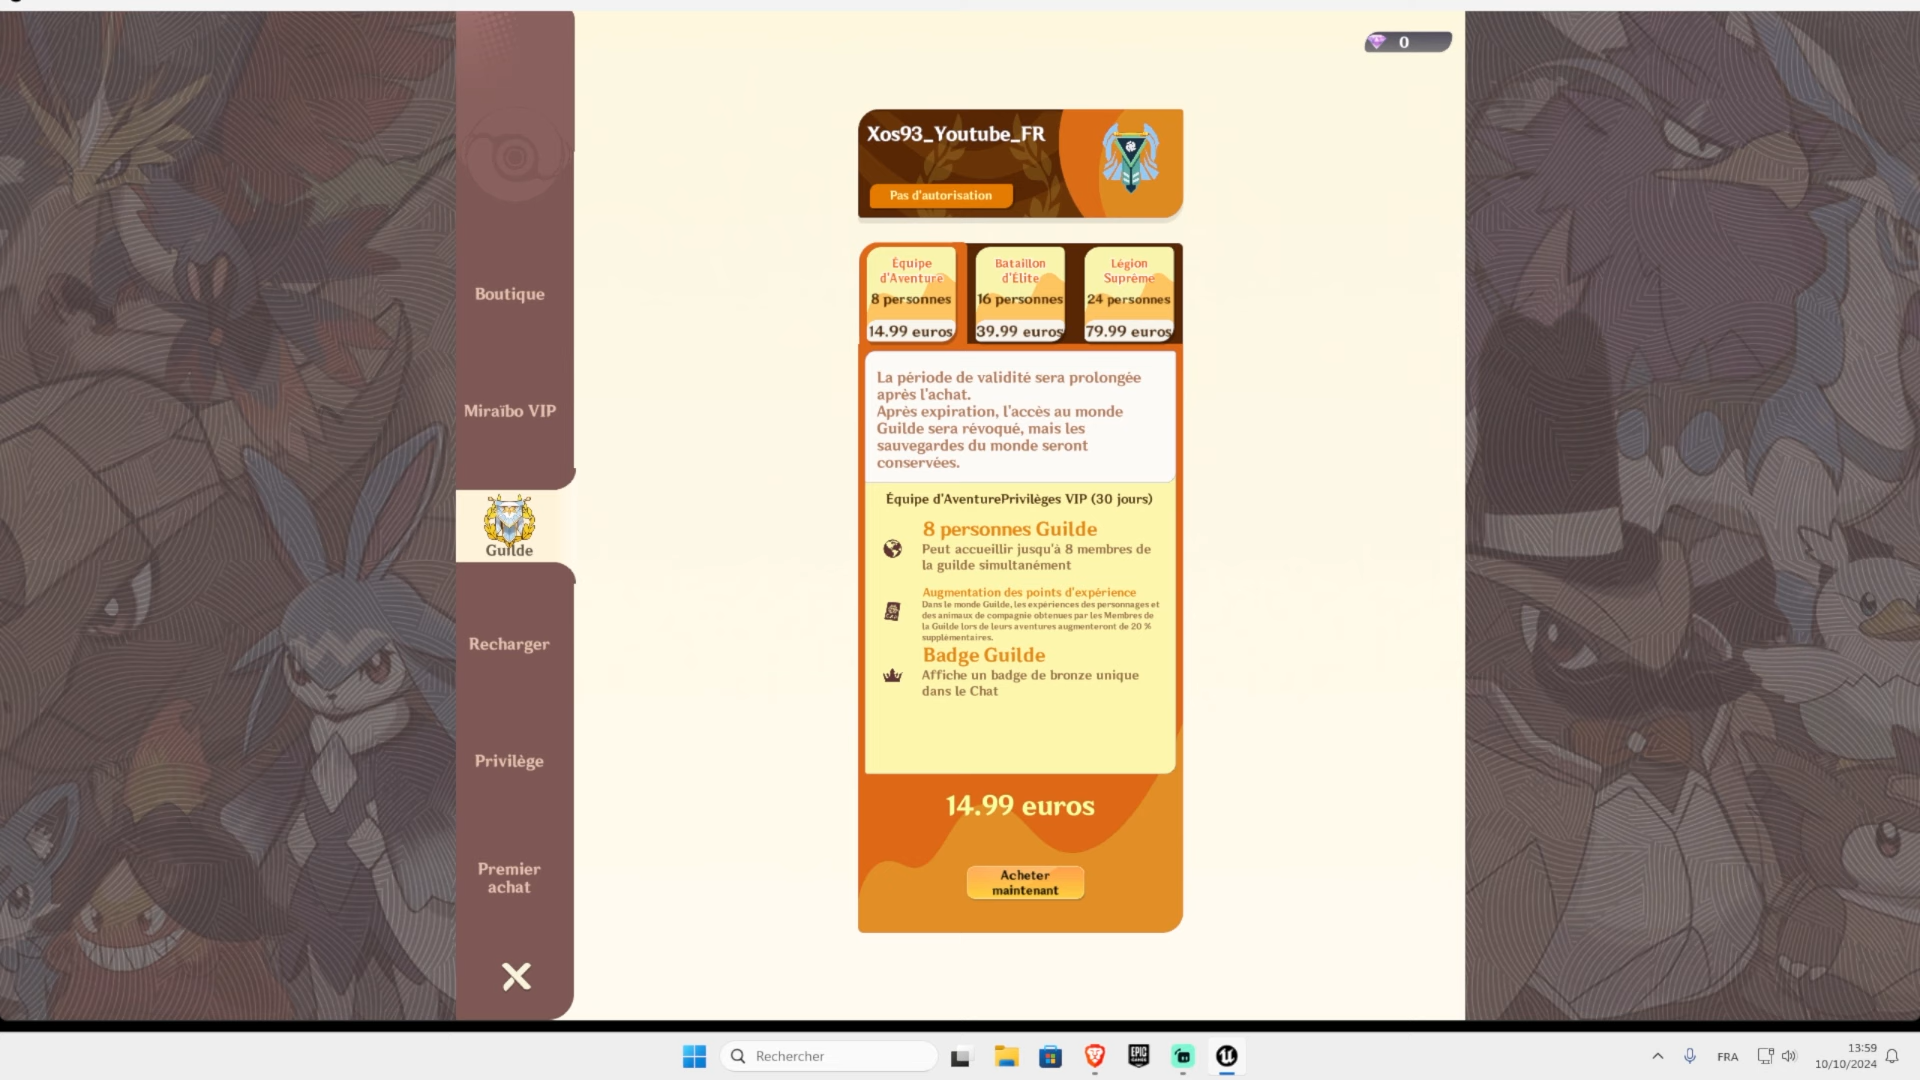 0
Xos93_Youtube_FR
Pas d'autorisation
Équipe
d'Aventure
8 personnes
14.99 euros
Bataillon
d'Élite
16 personnes
39.99 euros
Légion
Suprême
24 personnes
79.99 euros
La période de validité sera prolongée
après l'achat.
Après expiration, l'accès au monde
Guilde sera révoqué, mais les
sauvegardes du monde seront
conservées.
Équipe d'AventurePrivilèges VIP (30 jours)
8 personnes Guilde
Peut accueillir jusqu'à 8 membres de
la guilde simultanément
Augmentation des points d'expérience
Dans le monde Guilde, les expériences des personnages et
des animaux de compagnie obtenues par les Membres de
la Guilde lors de leurs aventures augmenteront de 20 %
supplémentaires.
Badge Guilde
Affiche un badge de bronze unique
dans le Chat
14.99 euros
Acheter
maintenant
Boutique
Miraïbo VIP
Guilde
Recharger
Privilège
Premier
achat
Rechercher
EPIC
GAMES
FRA
13:59
10/10/2024